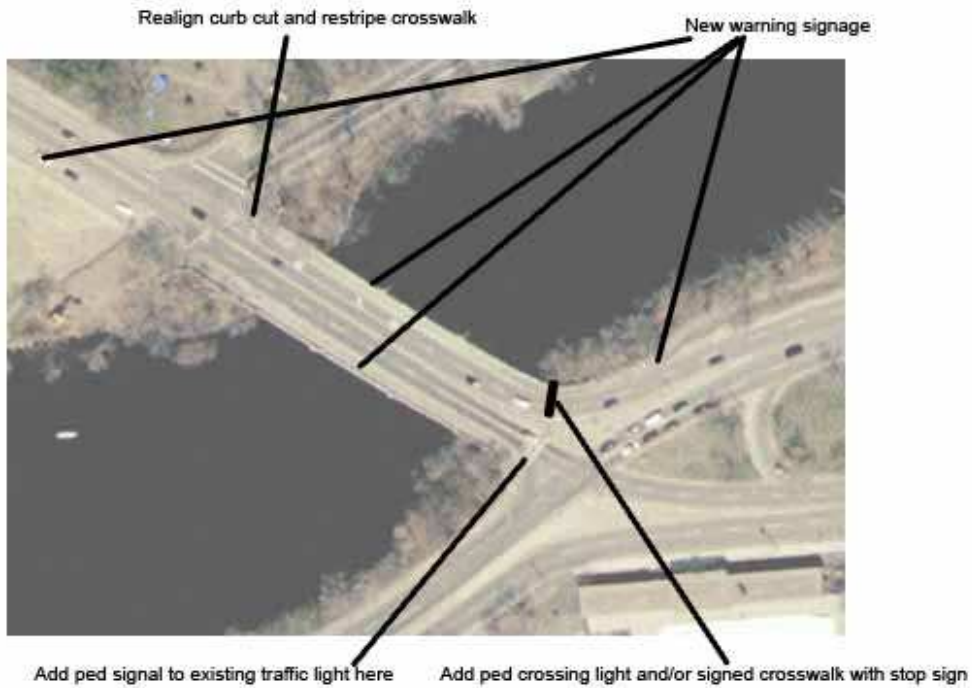 Realign curb cut and restripe crosswalk
New warning signage
Add ped signal to existing traffic light here
Add ped crossing light and/or signed crosswalk with stop sign